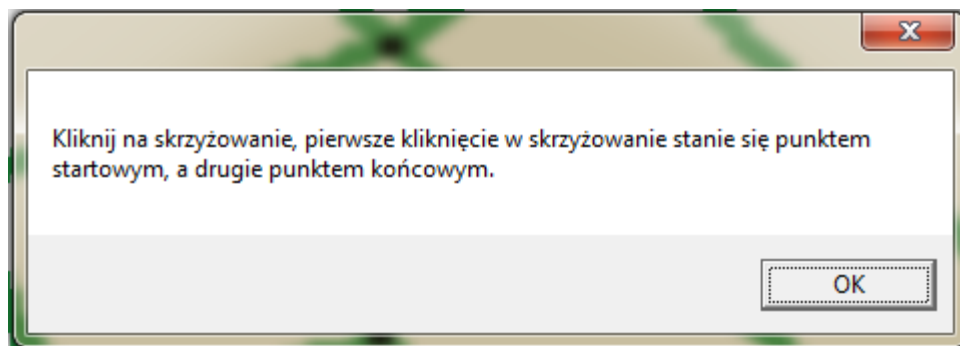 Kliknij na skrzyżowanie, pierwsze kliknięcie w skrzyżowanie stanie się punktem
startowym, a drugie punktem końcowym.
OK